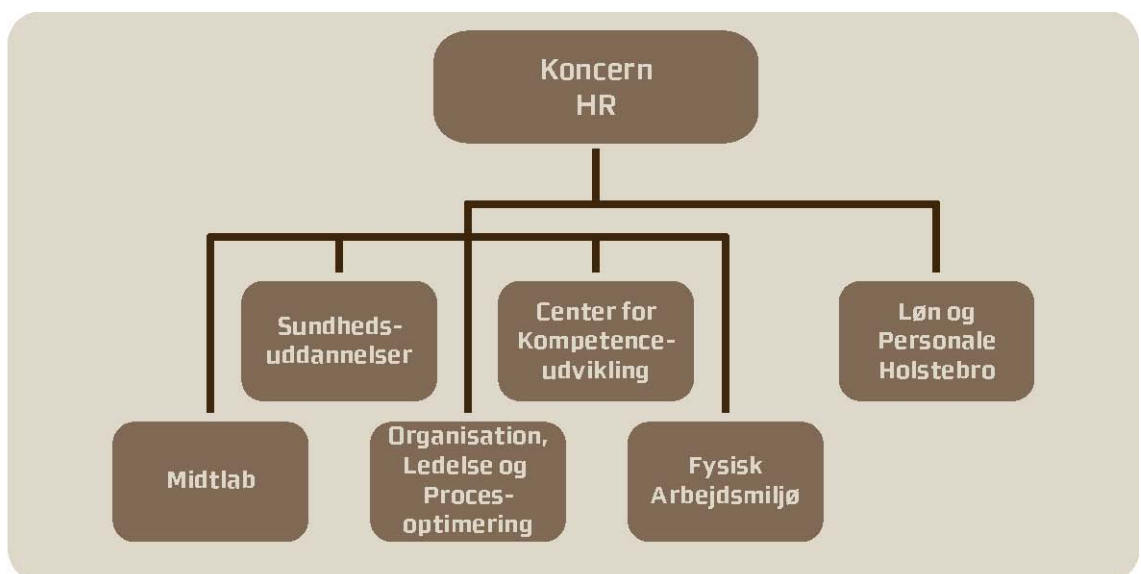 Koncern
HR
Sundheds-
uddannelser
Center for
Kompetence-
udvikling
Løn og
Personale
Holstebro
Midtlab
Organisation,
Ledelse og
Proces-
optimering
Fysisk
Arbejdsmiljø